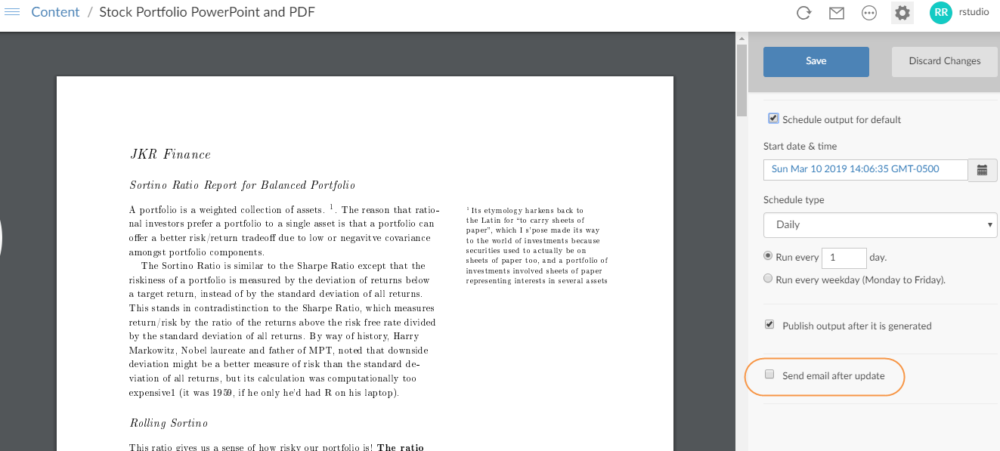 Content / Stock Portfolio PowerPoint and PDF
RR rstudio
JKR Finance
Sortino Ratio Report for Balanced Portfolio
A portfolio is a weighted collection of assets. 1. The reason that ratio-
nal investors prefer a portfolio to a single asset is that a portfolio can
offer a better risk/return tradeoff due to low or negavitve covariance
amongst portfolio components.
The Sortino Ratio is similar to the Sharpe Ratio except that the
riskiness of a portfolio is measured by the deviation of returns below
a target return, instead of by the standard deviation of all returns.
This stands in contradistinction to the Sharpe Ratio, which measures
return/risk by the ratio of the returns above the risk free rate divided
by the standard deviation of all returns. By way of history, Harry
Markowitz, Nobel laureate and father of MPT, noted that downside
deviation might be a better measure of risk than the standard de-
viation of all returns, but its calculation was computationally too
expensive1 (it was 1959, if he only he'd had R on his laptop).
Rolling Sortino
This ratio gives us a sense of how risky our portfolio is! The ratio
1 Its etymology harkens back to
the Latin for “to carry sheets of
paper”, which I s'pose made its way
to the world of investments because
securities used to actually be on
sheets of paper too, and a portfolio of
investments involved sheets of paper
representing interests in several assets
Save
Discard Changes
Schedule output for default
Start date & time
Sun Mar 10 2019 14:06:35 GMT-0500
Schedule type
Daily
Run every 1 day.
Run every weekday (Monday to Friday).
Publish output after it is generated
Send email after update